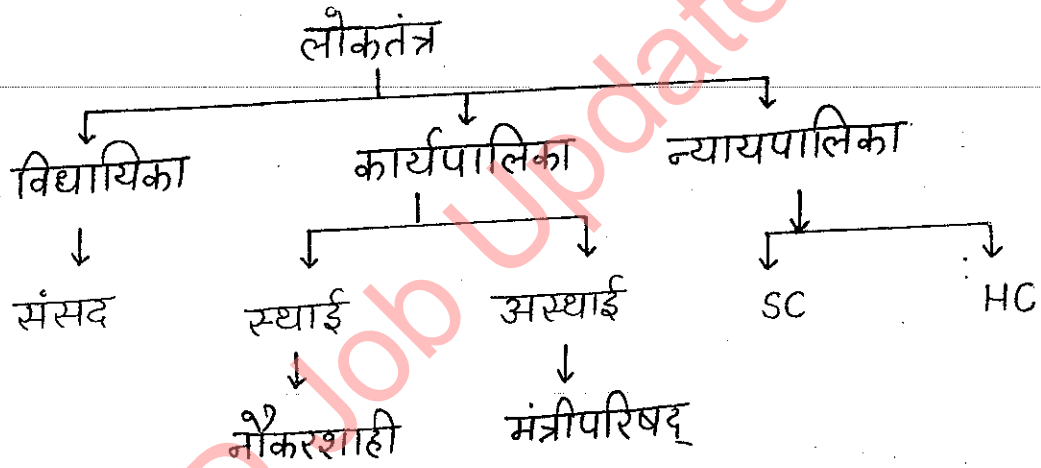 लोकतंत्र
विधायिका कार्यपालिका न्यायपालिका
संसद स्थाई अस्थाई SC HC
नौकरशाही मंत्रीपरिषद्
Job Update